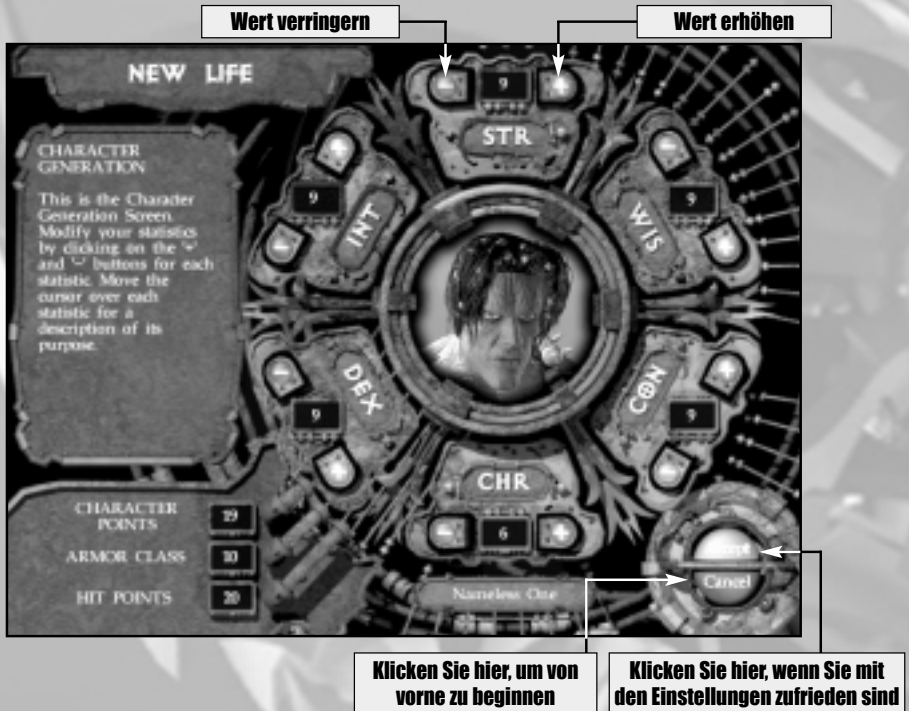 Wert verringern
Wert erhöhen
NEW LIFE
CHARACTER
GENERATION
This is the Character
Generation Screen.
Modify your statistics
by clicking on the '+'
and '-' buttons for each
statistic. Move the
cursor over each
statistic for a
description of its
purpose.
9
STR
9
INT
9
WIS
9
DEX
9
CON
CHR
6
CHARACTER
POINTS
19
ARMOR CLASS
10
HIT POINTS
20
Nameless One
Accept
Cancel
Klicken Sie hier, um von
vorne zu beginnen
Klicken Sie hier, wenn Sie mit
den Einstellungen zufrieden sind